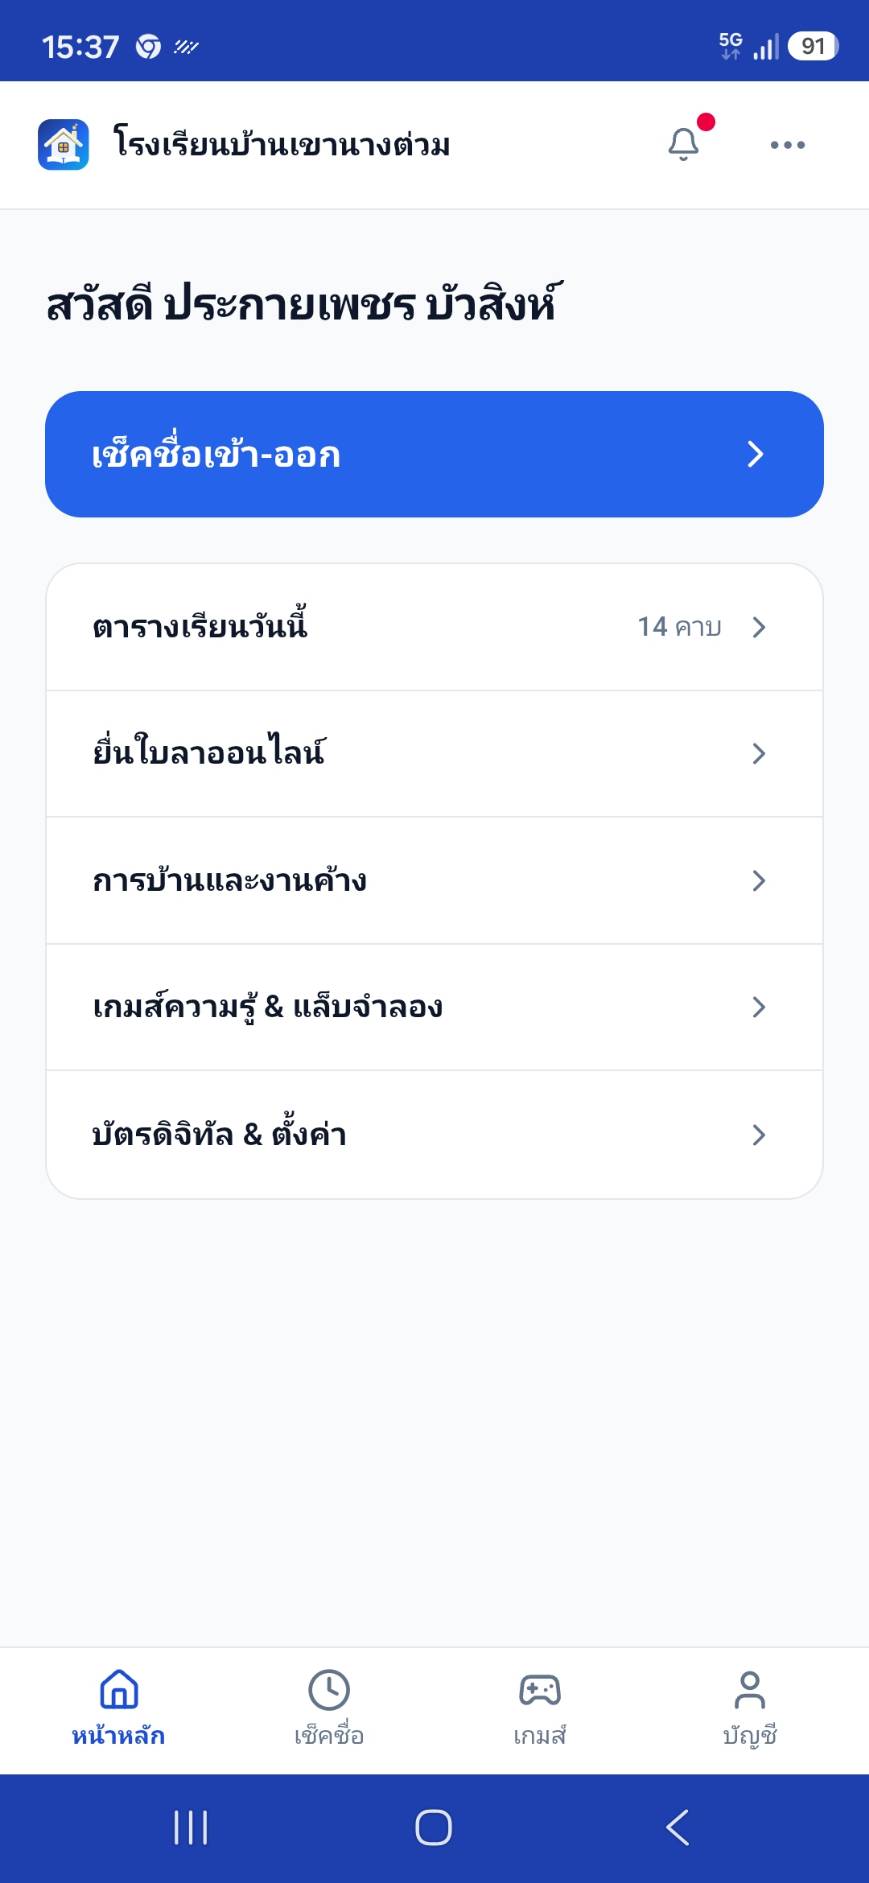 15:37
5G
91
โรงเรียนบ้านเขานางต่วม
สวัสดี ประกายเพชร บัวสิงห์
เช็คชื่อเข้า-ออก
ตารางเรียนวันนี้ 14 คาบ
ยื่นใบลาออนไลน์
การบ้านและงานค้าง
เกมส์ความรู้ & แล็บจำลอง
บัตรดิจิทัล & ตั้งค่า
หน้าหลัก
เช็คชื่อ
เกมส์
บัญชี